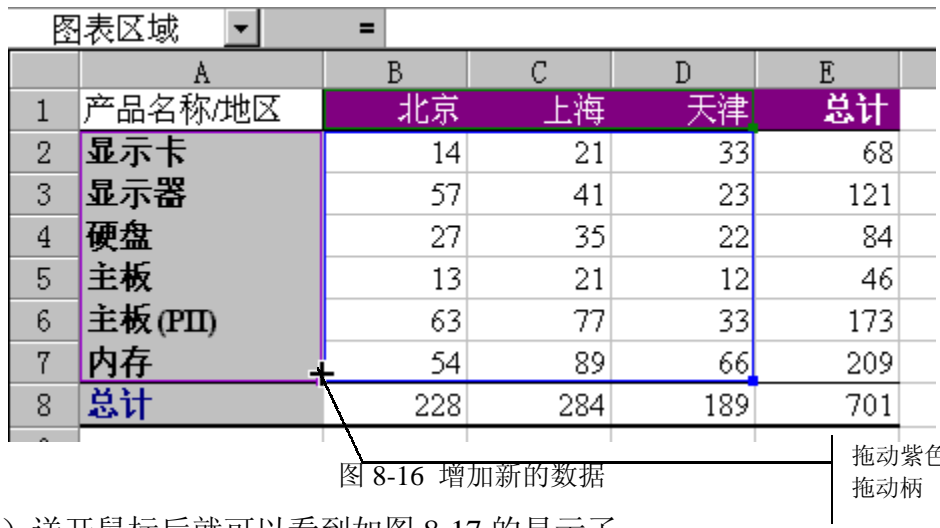 图表区域 =
A B C D E
1 产品名称/地区 北京 上海 天津 总计
2 显示卡 14 21 33 68
3 显示器 57 41 23 121
4 硬盘 27 35 22 84
5 主板 13 21 12 46
6 主板(PII) 63 77 33 173
7 内存 54 89 66 209
8 总计 228 284 189 701
拖动紫色
拖动柄
图 8-16 增加新的数据